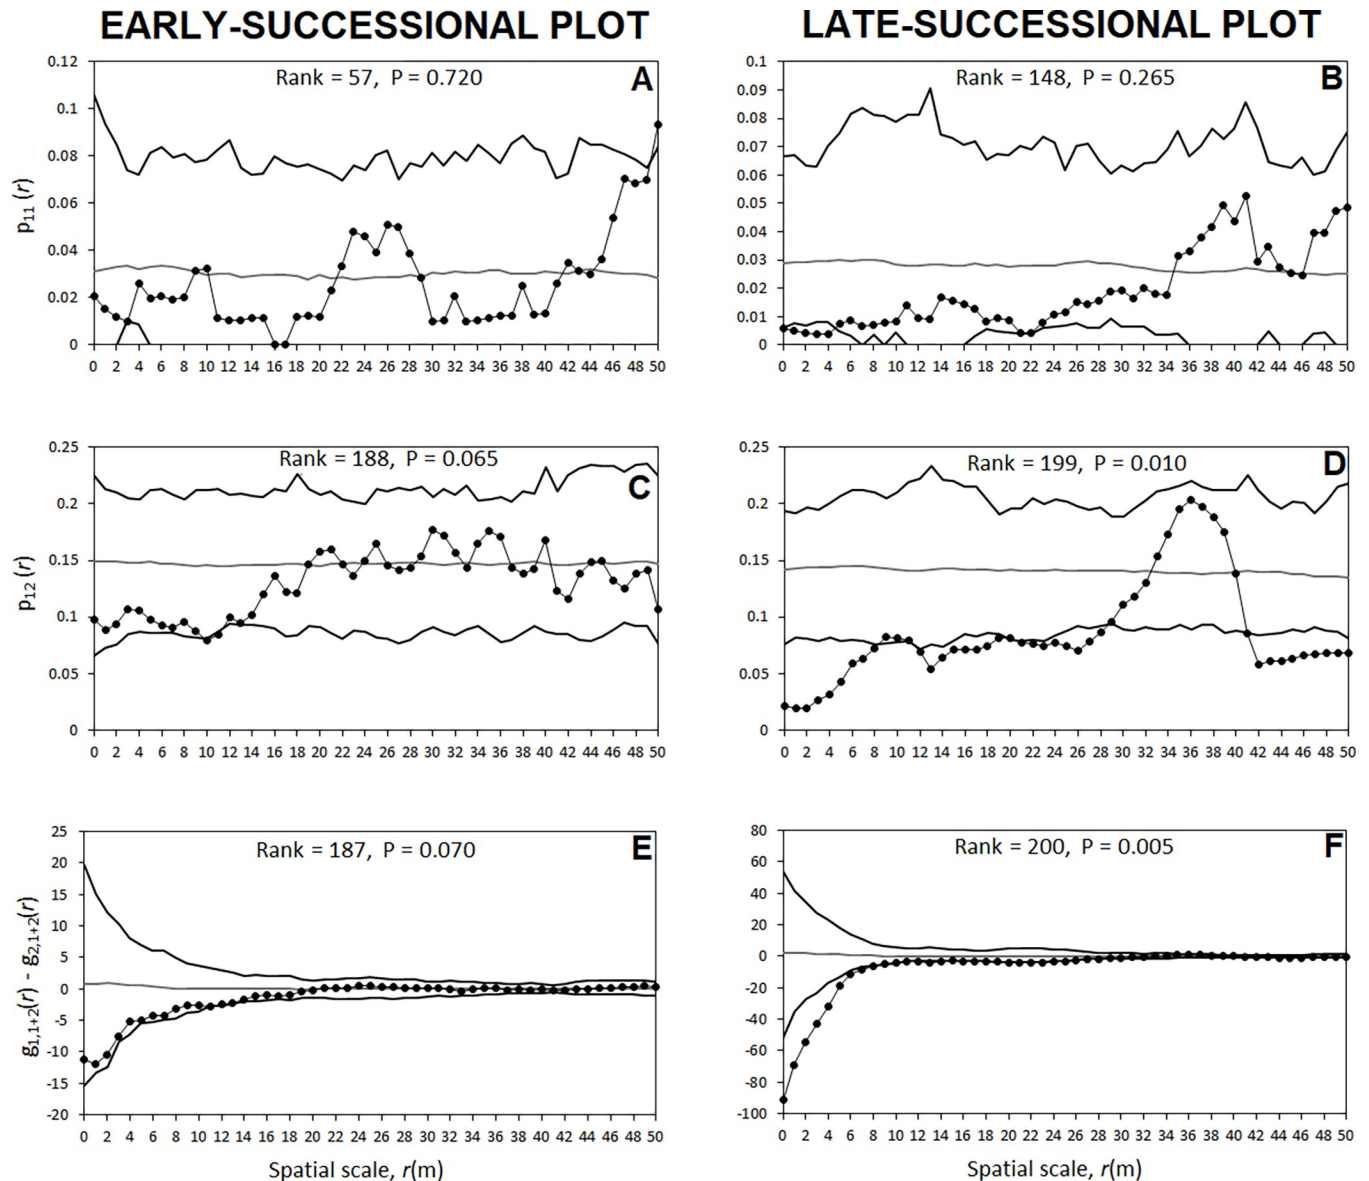 EARLY-SUCCESSIONAL PLOT
LATE-SUCCESSIONAL PLOT
Rank = 57, P = 0.720
A
p11 (r)
0.12
0.1
0.08
0.06
0.04
0.02
0
0 2 4 6 8 10 12 14 16 18 20 22 24 26 28 30 32 34 36 38 40 42 44 46 48 50
Rank = 148, P = 0.265
B
0.1
0.09
0.08
0.07
0.06
0.05
0.04
0.03
0.02
0.01
0
0 2 4 6 8 10 12 14 16 18 20 22 24 26 28 30 32 34 36 38 40 42 44 46 48 50
Rank = 188, P = 0.065
C
p12 (r)
0.25
0.2
0.15
0.1
0.05
0
0 2 4 6 8 10 12 14 16 18 20 22 24 26 28 30 32 34 36 38 40 42 44 46 48 50
Rank = 199, P = 0.010
D
0.25
0.2
0.15
0.1
0.05
0
0 2 4 6 8 10 12 14 16 18 20 22 24 26 28 30 32 34 36 38 40 42 44 46 48 50
Rank = 187, P = 0.070
E
g1,1+2(r) - g2,1+2(r)
25
20
15
10
5
0
-5
-10
-15
-20
0 2 4 6 8 10 12 14 16 18 20 22 24 26 28 30 32 34 36 38 40 42 44 46 48 50
Spatial scale, r(m)
Rank = 200, P = 0.005
F
80
60
40
20
0
-20
-40
-60
-80
-100
0 2 4 6 8 10 12 14 16 18 20 22 24 26 28 30 32 34 36 38 40 42 44 46 48 50
Spatial scale, r(m)